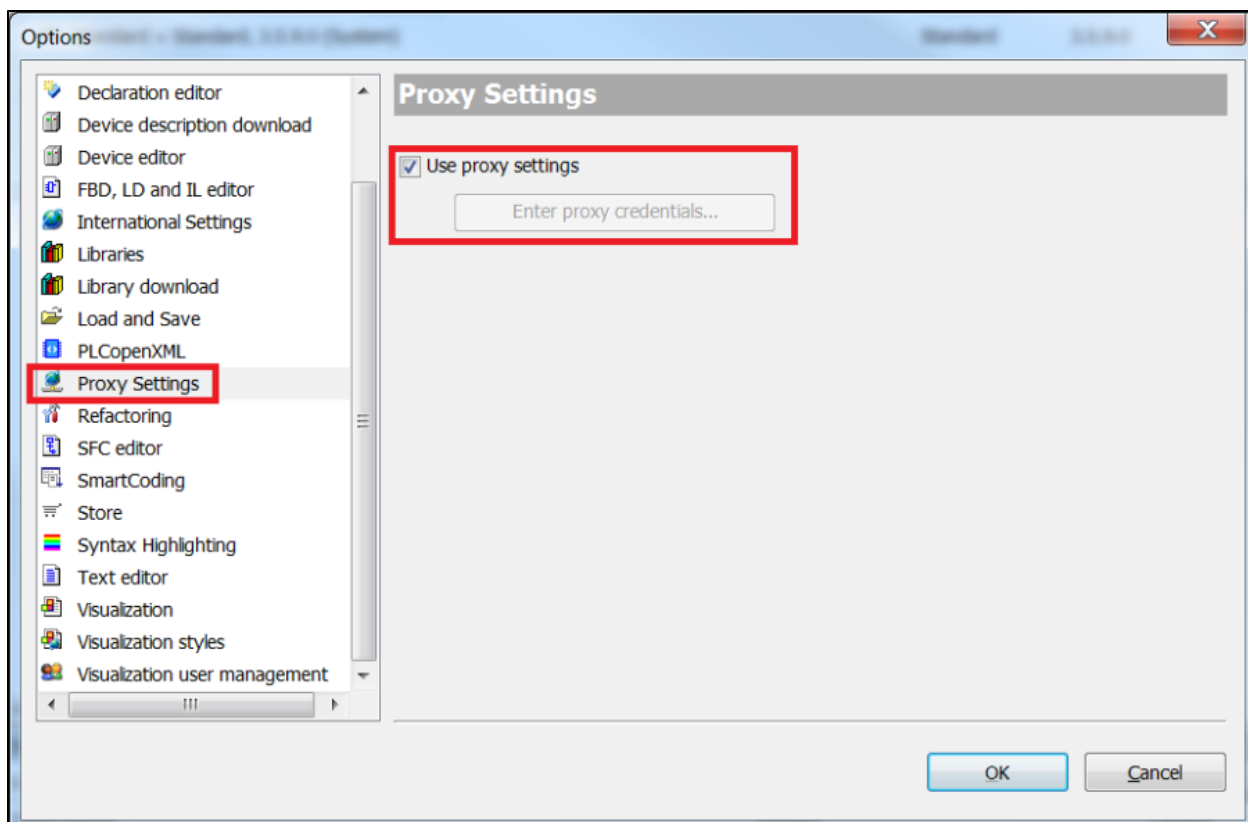 Options
Declaration editor
Device description download
Device editor
FBD, LD and IL editor
International Settings
Libraries
Library download
Load and Save
PLCopenXML
Proxy Settings
Refactoring
SFC editor
SmartCoding
Store
Syntax Highlighting
Text editor
Visualization
Visualization styles
Visualization user management
Proxy Settings
Use proxy settings
Enter proxy credentials...
OK
Cancel